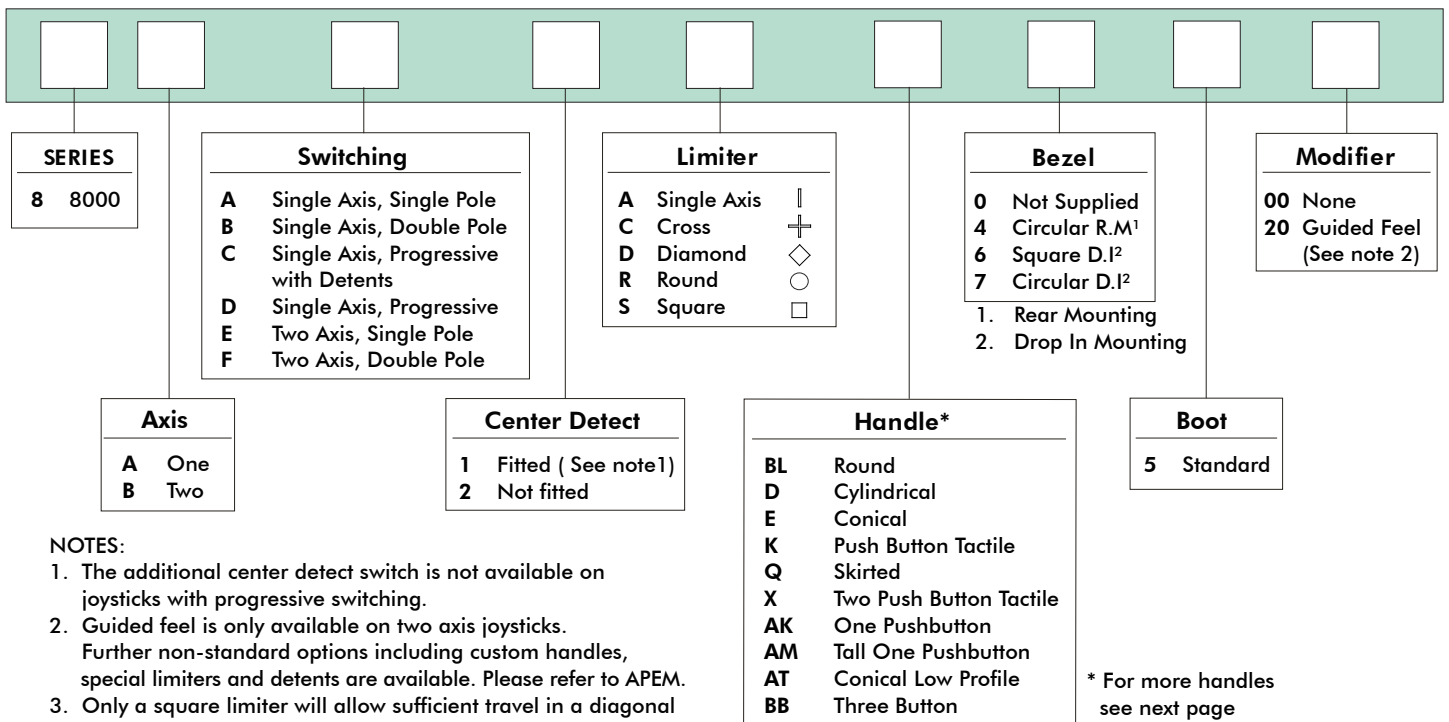 SERIES
8 8000
Switching
A Single Axis, Single Pole
B Single Axis, Double Pole
C Single Axis, Progressive
with Detents
D Single Axis, Progressive
E Two Axis, Single Pole
F Two Axis, Double Pole
Limiter
A Single Axis
C Cross
D Diamond
R Round
S Square
Bezel
0 Not Supplied
4 Circular R.M¹
6 Square D.I²
7 Circular D.I²
1. Rear Mounting
2. Drop In Mounting
Modifier
00 None
20 Guided Feel
(See note 2)
Axis
A One
B Two
Center Detect
1 Fitted ( See note1)
2 Not fitted
Handle*
BL Round
D Cylindrical
E Conical
K Push Button Tactile
Q Skirted
X Two Push Button Tactile
AK One Pushbutton
AM Tall One Pushbutton
AT Conical Low Profile
BB Three Button
Boot
5 Standard
* For more handles
see next page
NOTES:
1. The additional center detect switch is not available on
joysticks with progressive switching.
2. Guided feel is only available on two axis joysticks.
Further non-standard options including custom handles,
special limiters and detents are available. Please refer to APEM.
3. Only a square limiter will allow sufficient travel in a diagonal